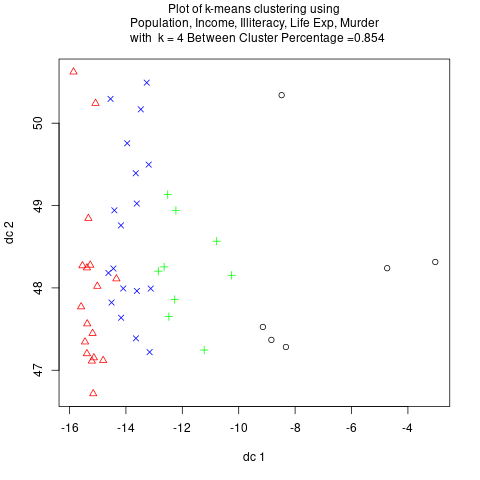 Plot of k-means clustering using
Population, Income, Illiteracy, Life Exp, Murder
with  k = 4 Between Cluster Percentage =0.854
50
49
dc 2
48
47
-16 -14 -12 -10 -8 -6 -4
dc 1